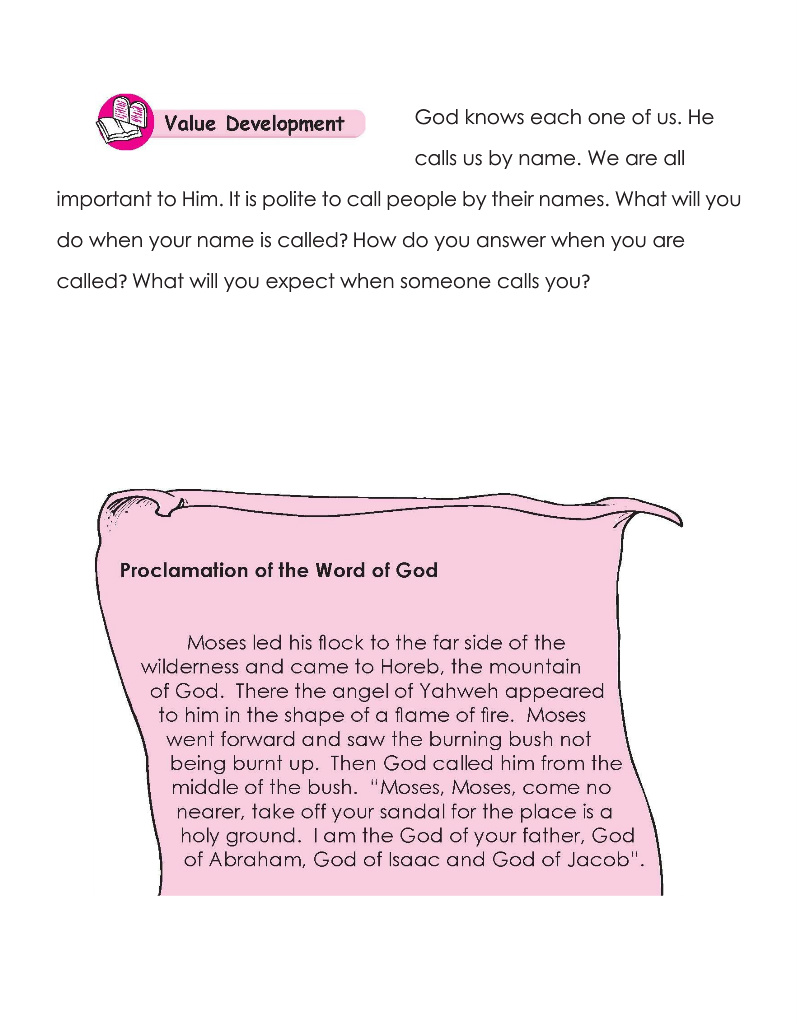 Value Development
God knows each one of us. He
calls us by name. We are all
important to Him. It is polite to call people by their names. What will you
do when your name is called? How do you answer when you are
called? What will you expect when someone calls you?
Proclamation of the Word of God
Moses led his flock to the far side of the
wilderness and came to Horeb, the mountain
of God. There the angel of Yahweh appeared
to him in the shape of a flame of fire. Moses
went forward and saw the burning bush not
being burnt up. Then God called him from the
middle of the bush. "Moses, Moses, come no
nearer, take off your sandal for the place is a
holy ground. I am the God of your father, God
of Abraham, God of Isaac and God of Jacob".